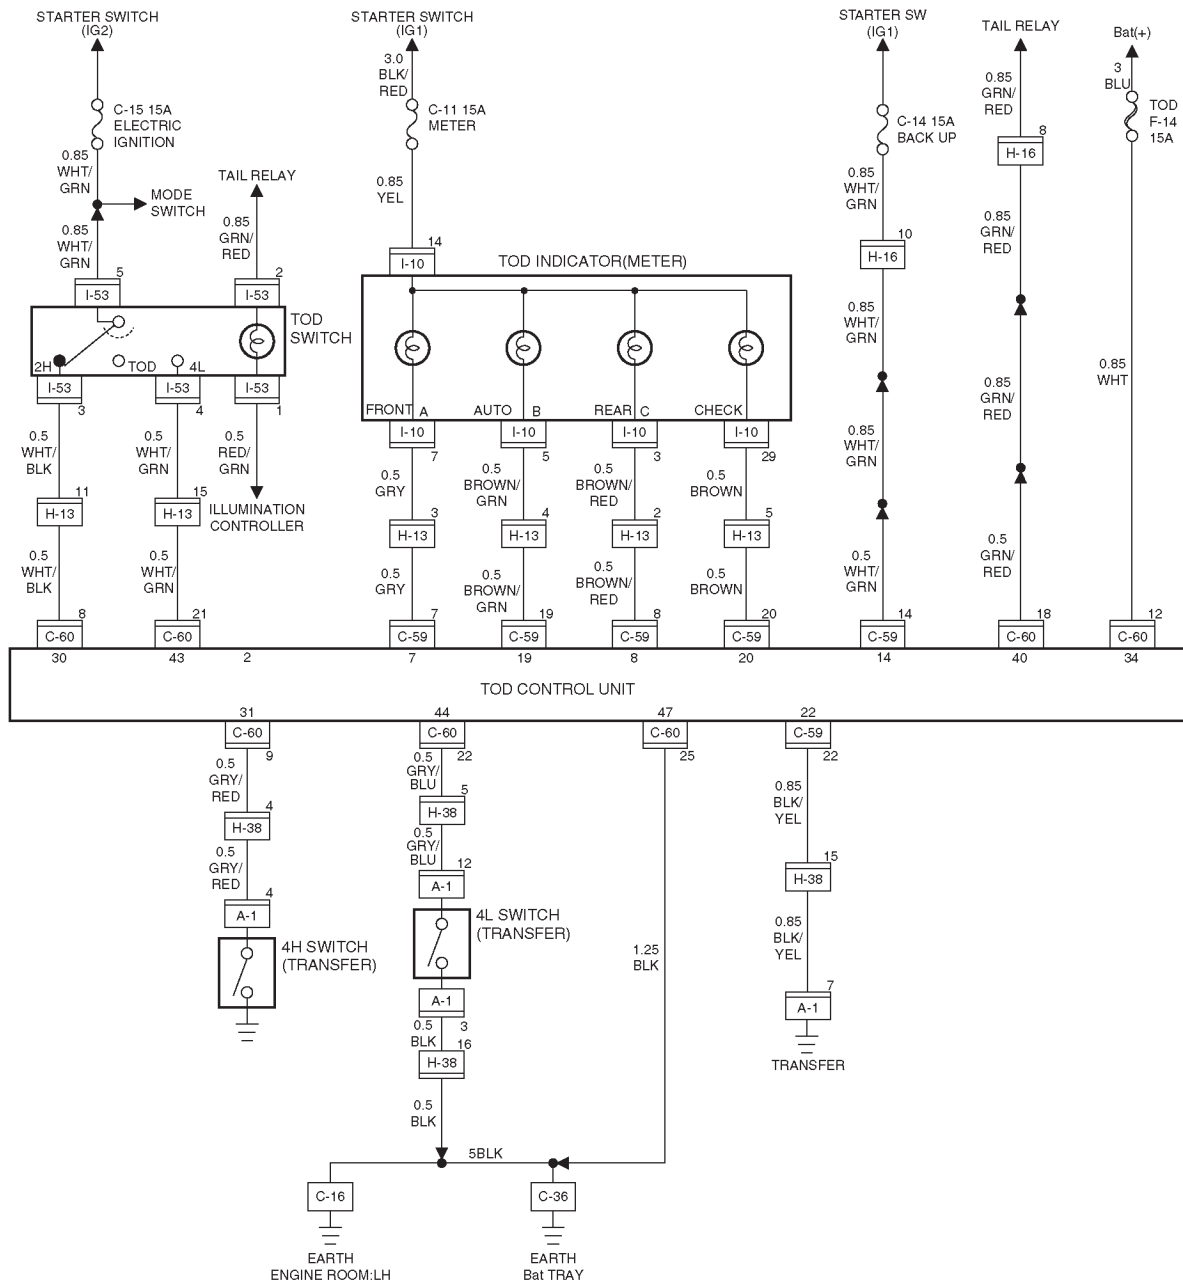 STARTER SWITCH
(IG2)
C-15 15A
ELECTRIC
IGNITION
0.85
WHT/
GRN
MODE
SWITCH
0.85
WHT/
GRN
5
I-53
TAIL RELAY
0.85
GRN/
RED
2
I-53
TOD
SWITCH
2H
TOD
4L
I-53
3
I-53
4
I-53
1
0.5
WHT/
BLK
0.5
WHT/
GRN
0.5
RED/
GRN
11
H-13
15
H-13
ILLUMINATION
CONTROLLER
0.5
WHT/
BLK
0.5
WHT/
GRN
8
C-60
30
21
C-60
43
2
STARTER SWITCH
(IG1)
3.0
BLK/
RED
C-11 15A
METER
0.85
YEL
14
I-10
TOD INDICATOR(METER)
FRONT
A
AUTO
B
REAR
C
CHECK
I-10
7
I-10
5
I-10
3
I-10
29
0.5
GRY
0.5
BROWN/
GRN
0.5
BROWN/
RED
0.5
BROWN
3
H-13
4
H-13
2
H-13
5
H-13
0.5
GRY
0.5
BROWN/
GRN
0.5
BROWN/
RED
0.5
BROWN
7
C-59
7
19
C-59
19
8
C-59
8
20
C-59
20
STARTER SW
(IG1)
C-14 15A
BACK UP
0.85
WHT/
GRN
10
H-16
0.85
WHT/
GRN
0.85
WHT/
GRN
0.5
WHT/
GRN
14
C-59
14
TAIL RELAY
0.85
GRN/
RED
8
H-16
0.85
GRN/
RED
0.85
GRN/
RED
0.5
GRN/
RED
18
C-60
40
Bat(+)
3
BLU
TOD
F-14
15A
0.85
WHT
12
C-60
34
TOD CONTROL UNIT
31
C-60
9
0.5
GRY/
RED
4
H-38
0.5
GRY/
RED
4
A-1
4H SWITCH
(TRANSFER)
44
C-60
22
0.5
GRY/
BLU
5
H-38
0.5
GRY/
BLU
12
A-1
4L SWITCH
(TRANSFER)
A-1
3
0.5
BLK
16
H-38
0.5
BLK
47
C-60
25
1.25
BLK
22
C-59
22
0.85
BLK/
YEL
15
H-38
0.85
BLK/
YEL
7
A-1
TRANSFER
5BLK
C-16
EARTH
ENGINE ROOM:LH
C-36
EARTH
Bat TRAY